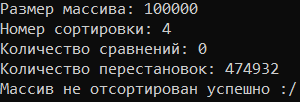 Размер массива: 100000
Номер сортировки: 4
Количество сравнений: 0
Количество перестановок: 474932
Массив не отсортирован успешно :/